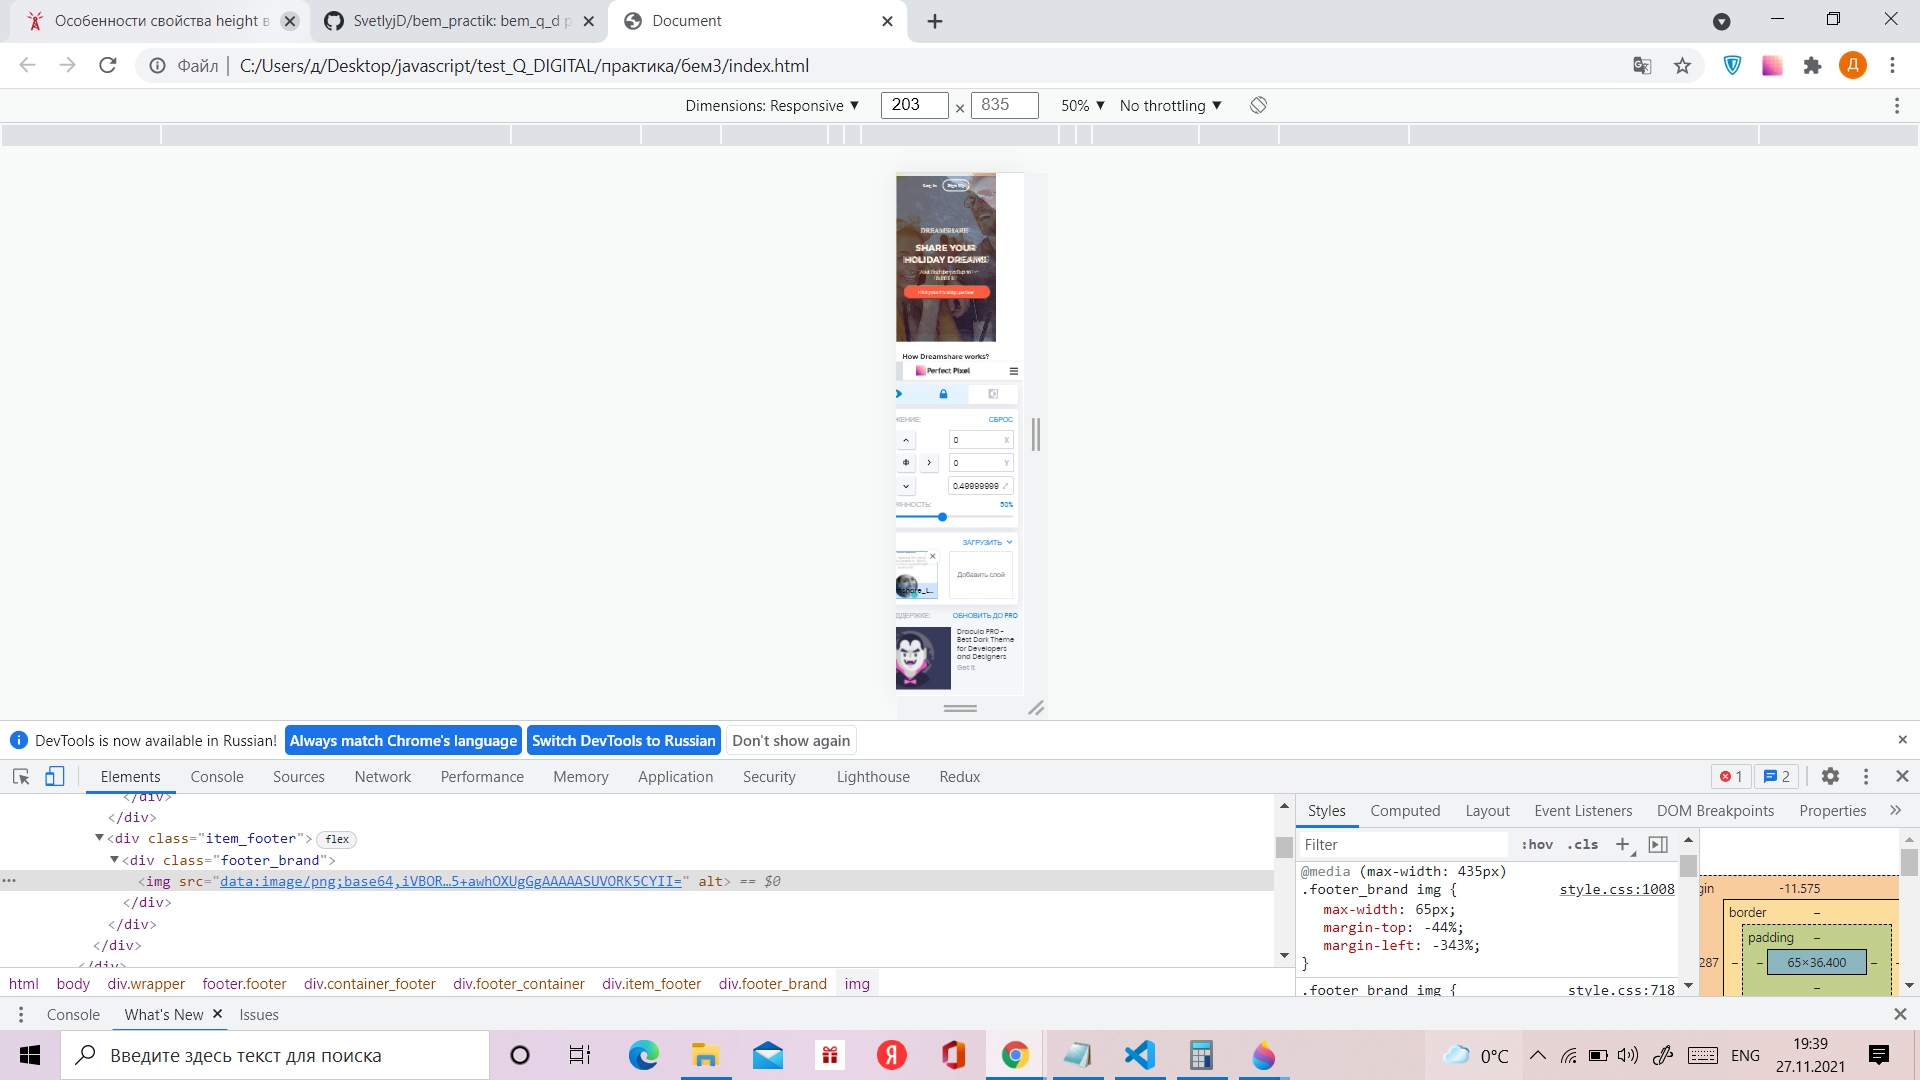 Особенности свойства height в
SvetlyjD/bem_practik: bem_q_d p
Document
Файл
C:/Users/д/Desktop/javascript/test_Q_DIGITAL/практика/бем3/index.html
Д
Dimensions: Responsive ▼ 203 × 835 50% ▼ No throttling ▼
Log In Sign Up
DREAMSHARE
SHARE YOUR
HOLIDAY DREAMS
How Dreamshare works?
Perfect Pixel
ЖЕНИЕ: СБРОС
0 X
0 Y
0.49999999
РАЧНОСТЬ: 50%
ЗАГРУЗИТЬ
Добавить слой
mshare_L...
ДДЕРЖКЕ: ОБНОВИТЬ ДО PRO
Dracula PRO -
Best Dark Theme
for Developers
and Designers
Get it
DevTools is now available in Russian! Always match Chrome's language Switch DevTools to Russian Don't show again
Elements Console Sources Network Performance Memory Application Security Lighthouse Redux 1 2
</div>
</div>
<div class="item_footer"> flex
<div class="footer_brand">
<img src="data:image/png;base64,iVBOR…5+awhOXUgGgAAAAASUVORK5CYII=" alt> == $0
</div>
</div>
</div>
</div>
html body div.wrapper footer.footer div.container_footer div.footer_container div.item_footer div.footer_brand img
Styles Computed Layout Event Listeners DOM Breakpoints Properties
Filter :hov .cls
@media (max-width: 435px)
.footer_brand img { style.css:1008
max-width: 65px;
margin-top: -44%;
margin-left: -343%;
}
.footer_brand img { style.css:718
gin -11.575
border –
padding –
287 – – 65×36.400 – –
–
Console What's New Issues
Введите здесь текст для поиска
0°C ENG
19:39
27.11.2021